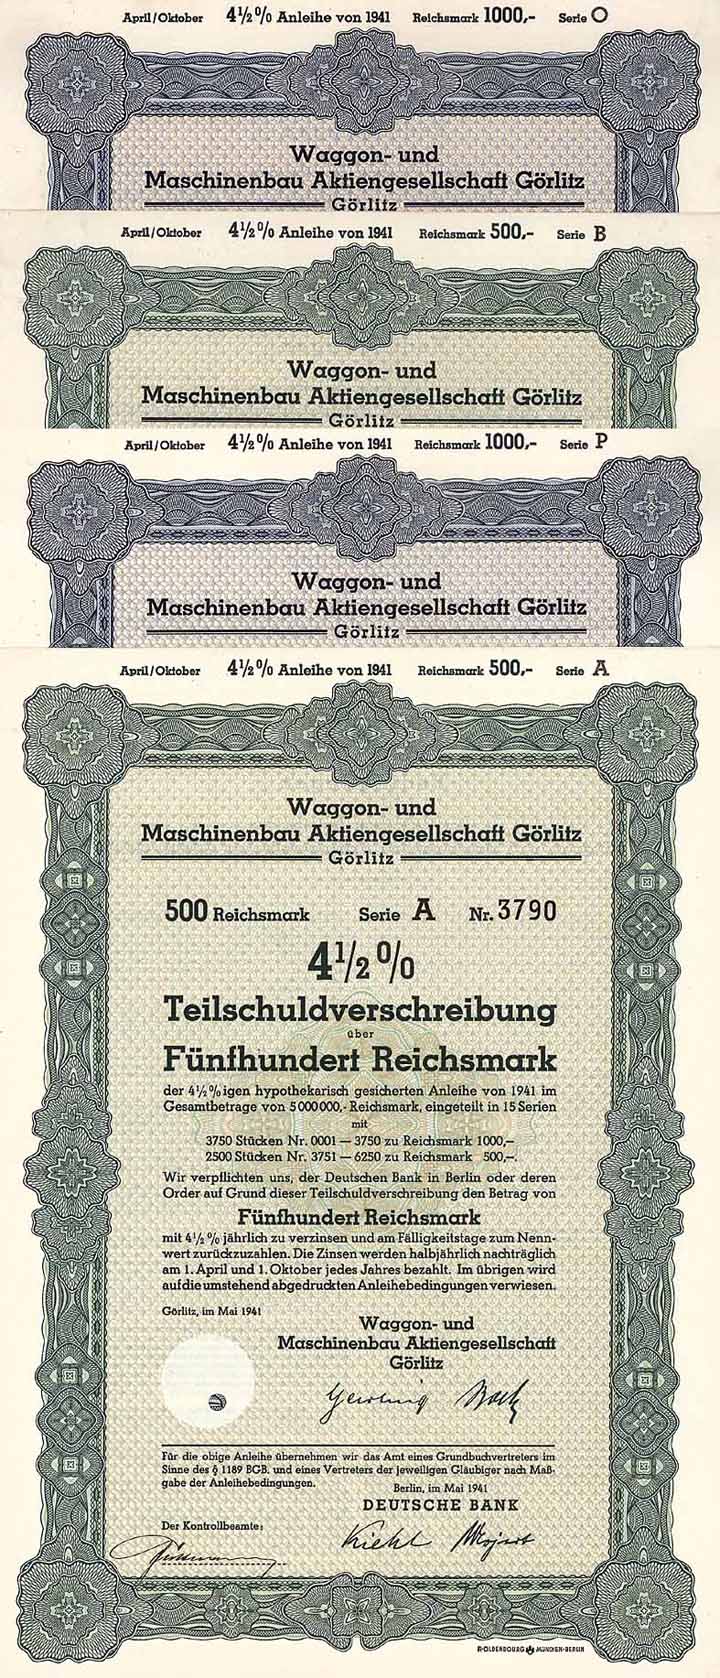 April/Oktober 4½% Anleihe von 1941 Reichsmark 1000,- Serie O
Waggon- und
Maschinenbau Aktiengesellschaft Görlitz
Görlitz
April/Oktober 4½% Anleihe von 1941 Reichsmark 500,- Serie B
Waggon- und
Maschinenbau Aktiengesellschaft Görlitz
Görlitz
April/Oktober 4½% Anleihe von 1941 Reichsmark 1000,- Serie P
Waggon- und
Maschinenbau Aktiengesellschaft Görlitz
Görlitz
April/Oktober 4½% Anleihe von 1941 Reichsmark 500,- Serie A
Waggon- und
Maschinenbau Aktiengesellschaft Görlitz
Görlitz
500 Reichsmark Serie A Nr. 3790
4½%
Teilschuldverschreibung
über
Fünfhundert Reichsmark
der 4½%igen hypothekarisch gesicherten Anleihe von 1941 im
Gesamtbetrage von 5000000,- Reichsmark, eingeteilt in 15 Serien
mit
3750 Stücken Nr. 0001 — 3750 zu Reichsmark 1000,—
2500 Stücken Nr. 3751 — 6250 zu Reichsmark 500,—.
Wir verpflichten uns, der Deutschen Bank in Berlin oder deren
Order auf Grund dieser Teilschuldverschreibung den Betrag von
Fünfhundert Reichsmark
mit 4½% jährlich zu verzinsen und am Fälligkeitstage zum Nenn-
wert zurückzuzahlen. Die Zinsen werden halbjährlich nachträglich
am 1. April und 1. Oktober jedes Jahres bezahlt. Im übrigen wird
auf die umstehend abgedruckten Anleihebedingungen verwiesen.
Görlitz, im Mai 1941
Waggon- und
Maschinenbau Aktiengesellschaft
Görlitz
Für die obige Anleihe übernehmen wir das Amt eines Grundbuchvertreters im
Sinne des § 1189 BGB. und eines Vertreters der jeweiligen Gläubiger nach Maß-
gabe der Anleihebedingungen.
Berlin, im Mai 1941
DEUTSCHE BANK
Der Kontrollbeamte:
Kiehl
R·OLDENBOURG MÜNCHEN-BERLIN